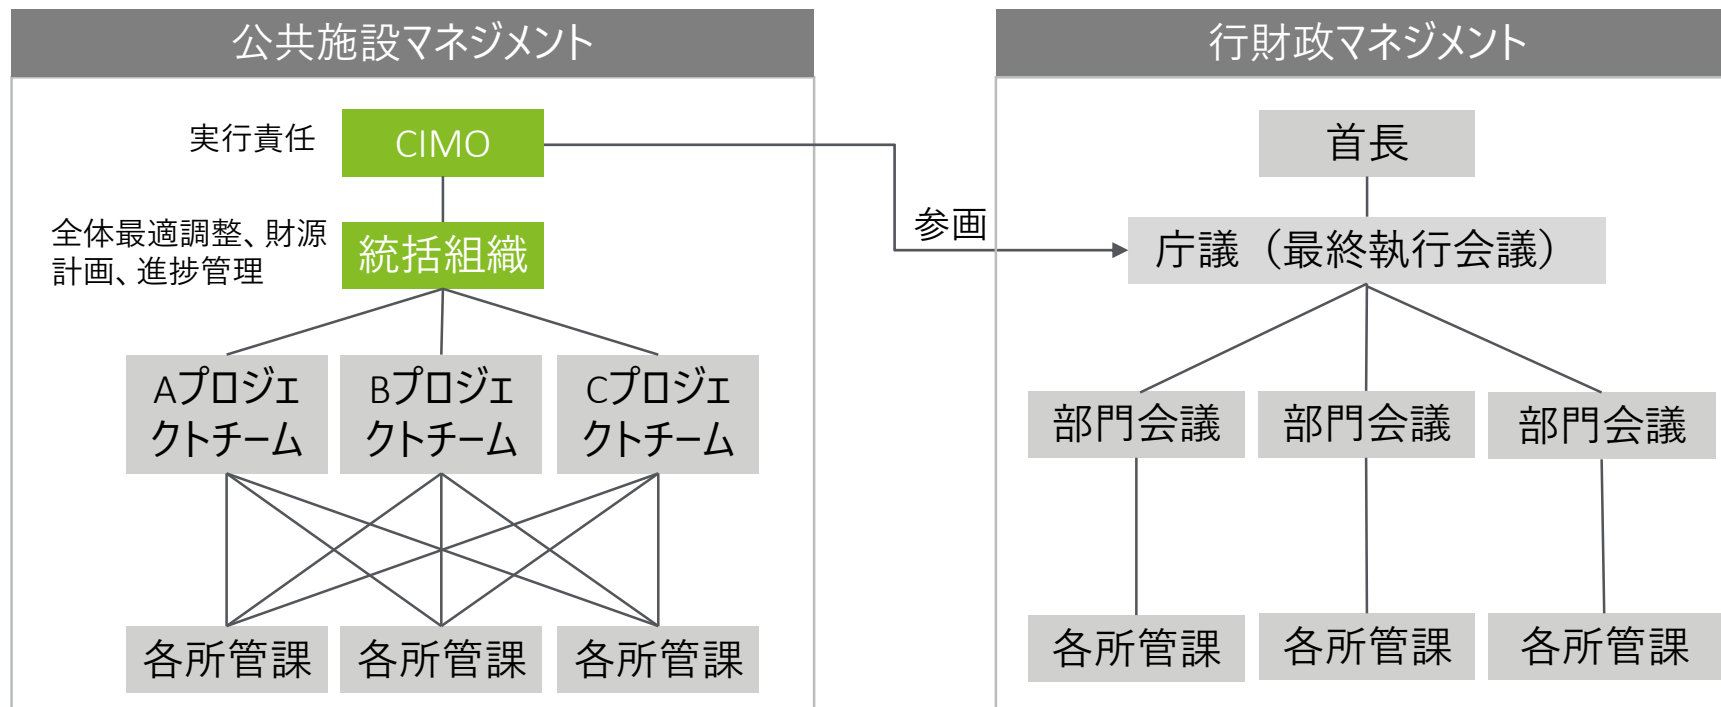 公共施設マネジメント
実行責任
CIMO
全体最適調整、財源
計画、進捗管理
統括組織
Aプロジェ
クトチーム
Bプロジェ
クトチーム
Cプロジェ
クトチーム
各所管課
各所管課
各所管課
参画
行財政マネジメント
首長
庁議（最終執行会議）
部門会議
部門会議
部門会議
各所管課
各所管課
各所管課